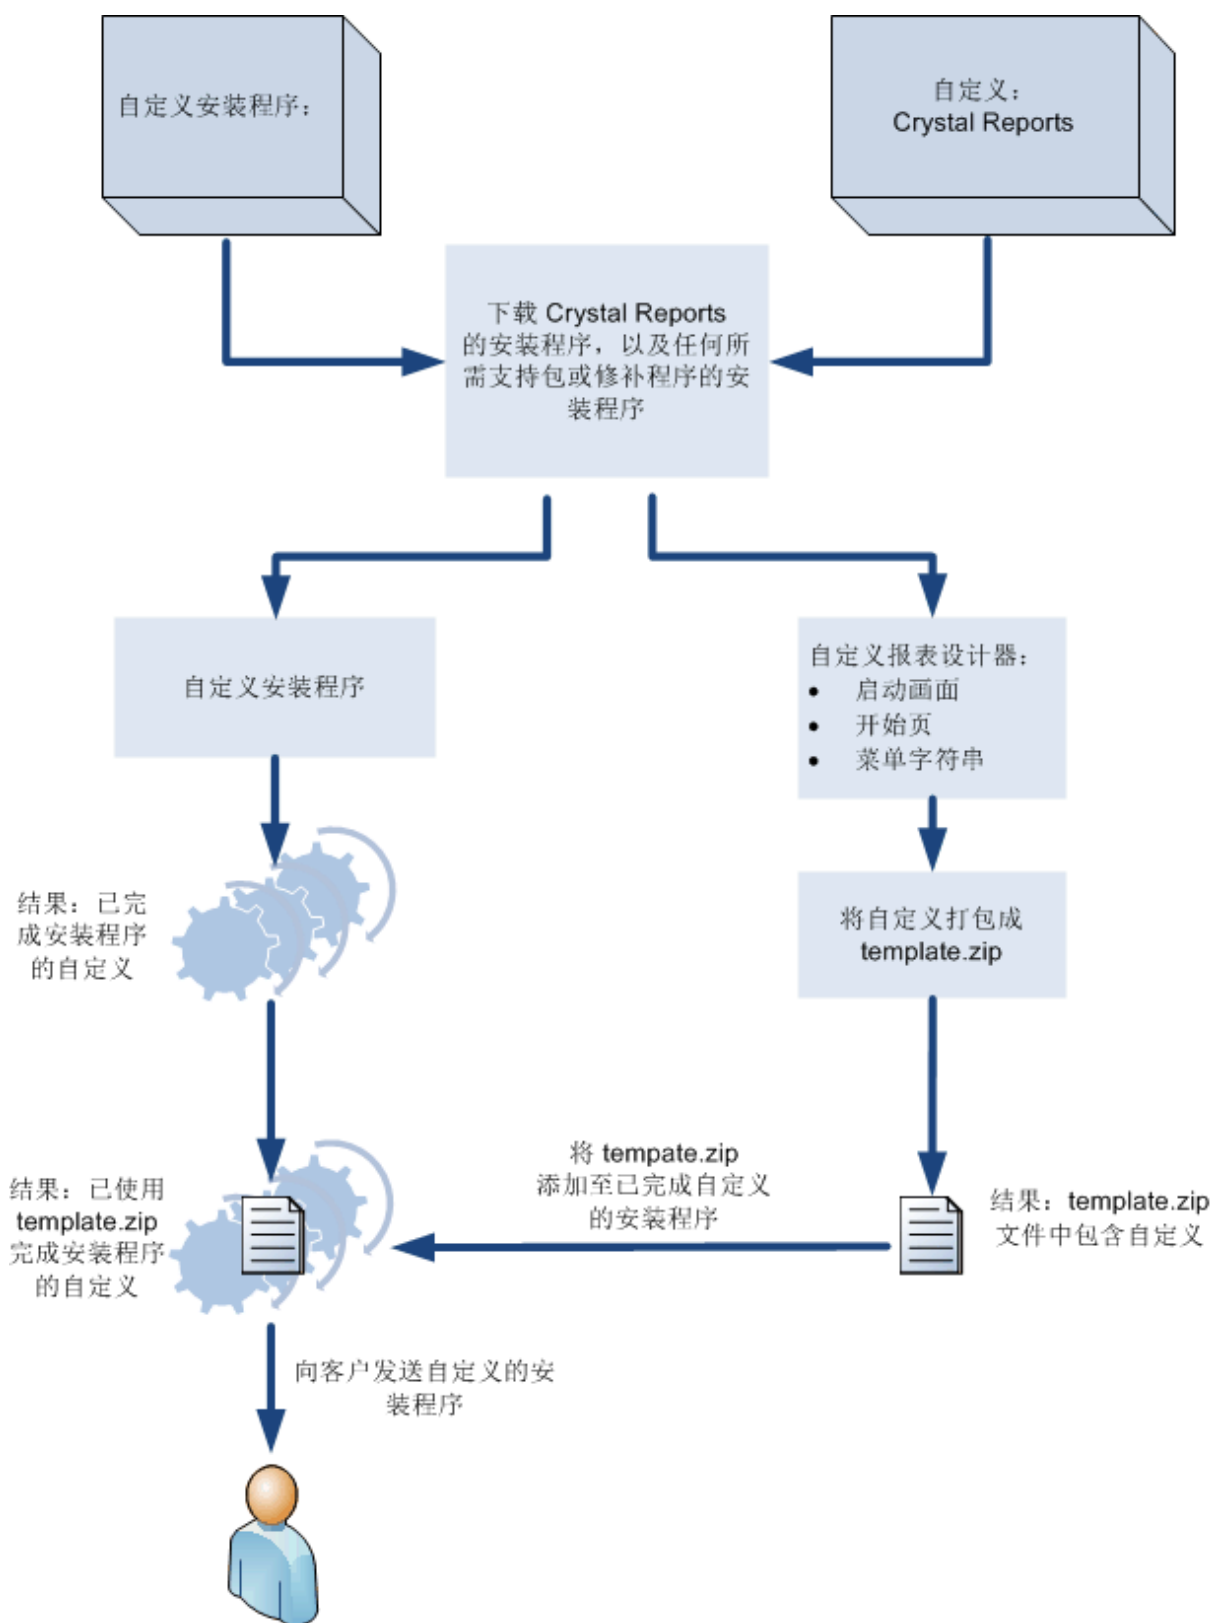 自定义安装程序：
自定义：
Crystal Reports
下载 Crystal Reports
的安装程序，以及任何所
需支持包或修补程序的安
装程序
自定义安装程序
自定义报表设计器：
• 启动画面
• 开始页
• 菜单字符串
结果：已完
成安装程序
的自定义
将自定义打包成
template.zip
将 tempate.zip
添加至已完成自定义
的安装程序
结果：已使用
template.zip
完成安装程序
的自定义
结果：template.zip
文件中包含自定义
向客户发送自定义的安
装程序